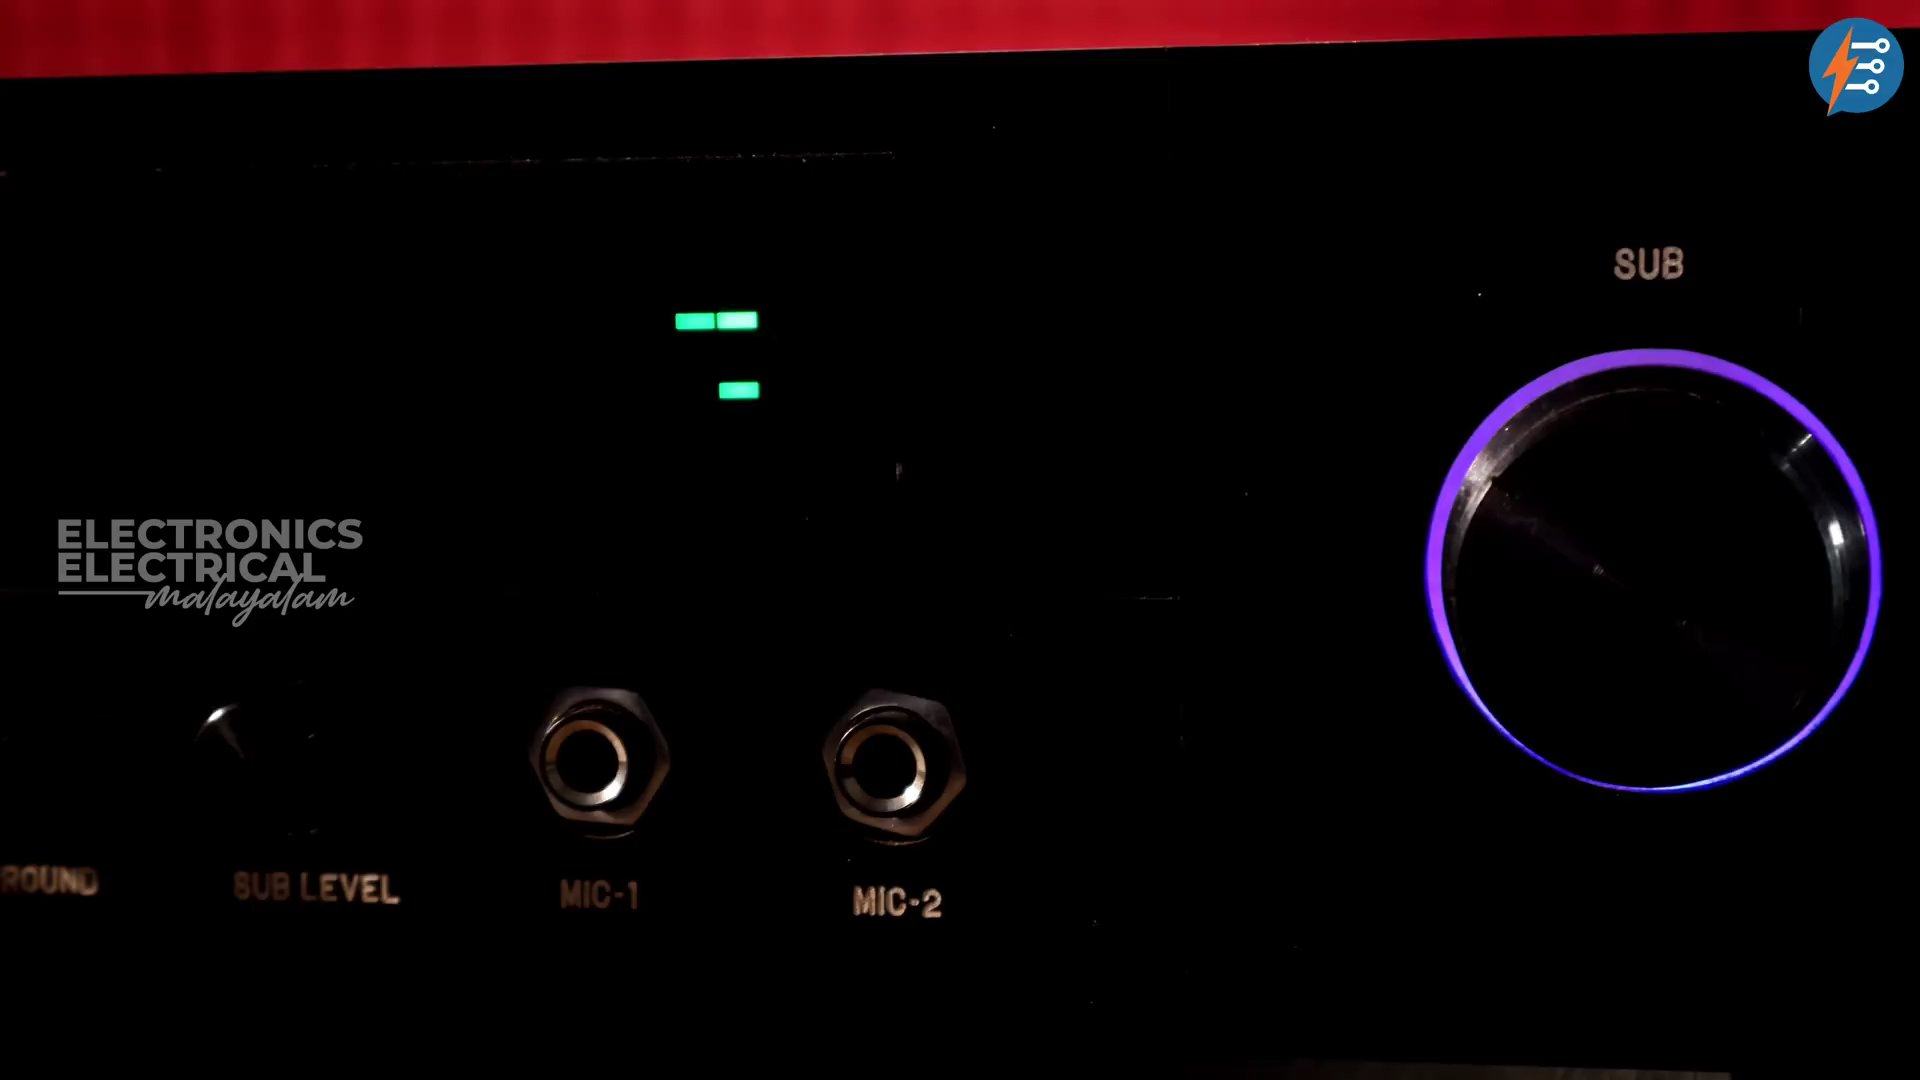 SUB
ELECTRONICS
ELECTRICAL
malayalam
ROUND
SUB LEVEL
MIC-1
MIC-2